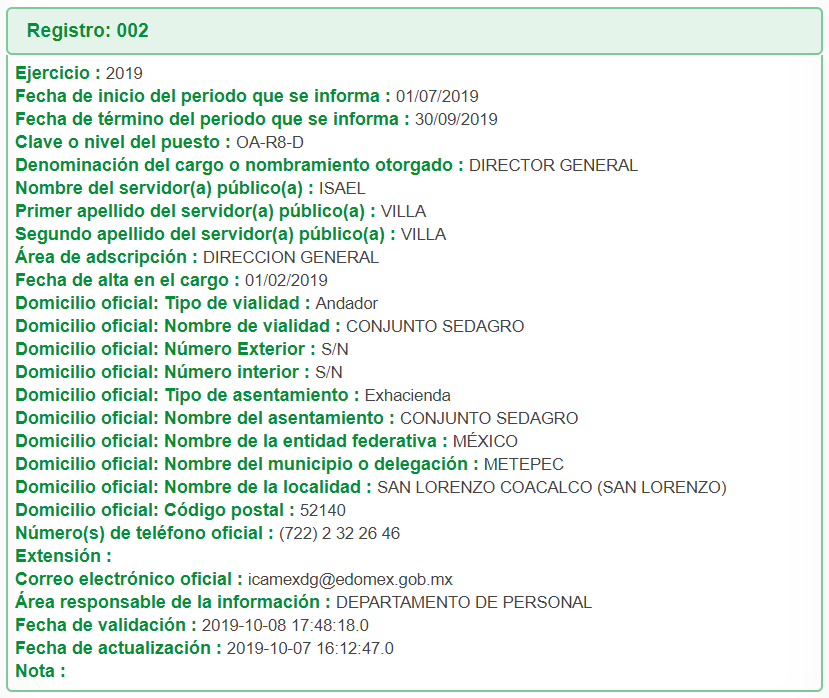 Registro: 002
Ejercicio : 2019
Fecha de inicio del periodo que se informa : 01/07/2019
Fecha de término del periodo que se informa : 30/09/2019
Clave o nivel del puesto : OA-R8-D
Denominación del cargo o nombramiento otorgado : DIRECTOR GENERAL
Nombre del servidor(a) público(a) : ISAEL
Primer apellido del servidor(a) público(a) : VILLA
Segundo apellido del servidor(a) público(a) : VILLA
Área de adscripción : DIRECCION GENERAL
Fecha de alta en el cargo : 01/02/2019
Domicilio oficial: Tipo de vialidad : Andador
Domicilio oficial: Nombre de vialidad : CONJUNTO SEDAGRO
Domicilio oficial: Número Exterior : S/N
Domicilio oficial: Número interior : S/N
Domicilio oficial: Tipo de asentamiento : Exhacienda
Domicilio oficial: Nombre del asentamiento : CONJUNTO SEDAGRO
Domicilio oficial: Nombre de la entidad federativa : MÉXICO
Domicilio oficial: Nombre del municipio o delegación : METEPEC
Domicilio oficial: Nombre de la localidad : SAN LORENZO COACALCO (SAN LORENZO)
Domicilio oficial: Código postal : 52140
Número(s) de teléfono oficial : (722) 2 32 26 46
Extensión :
Correo electrónico oficial : icamexdg@edomex.gob.mx
Área responsable de la información : DEPARTAMENTO DE PERSONAL
Fecha de validación : 2019-10-08 17:48:18.0
Fecha de actualización : 2019-10-07 16:12:47.0
Nota :